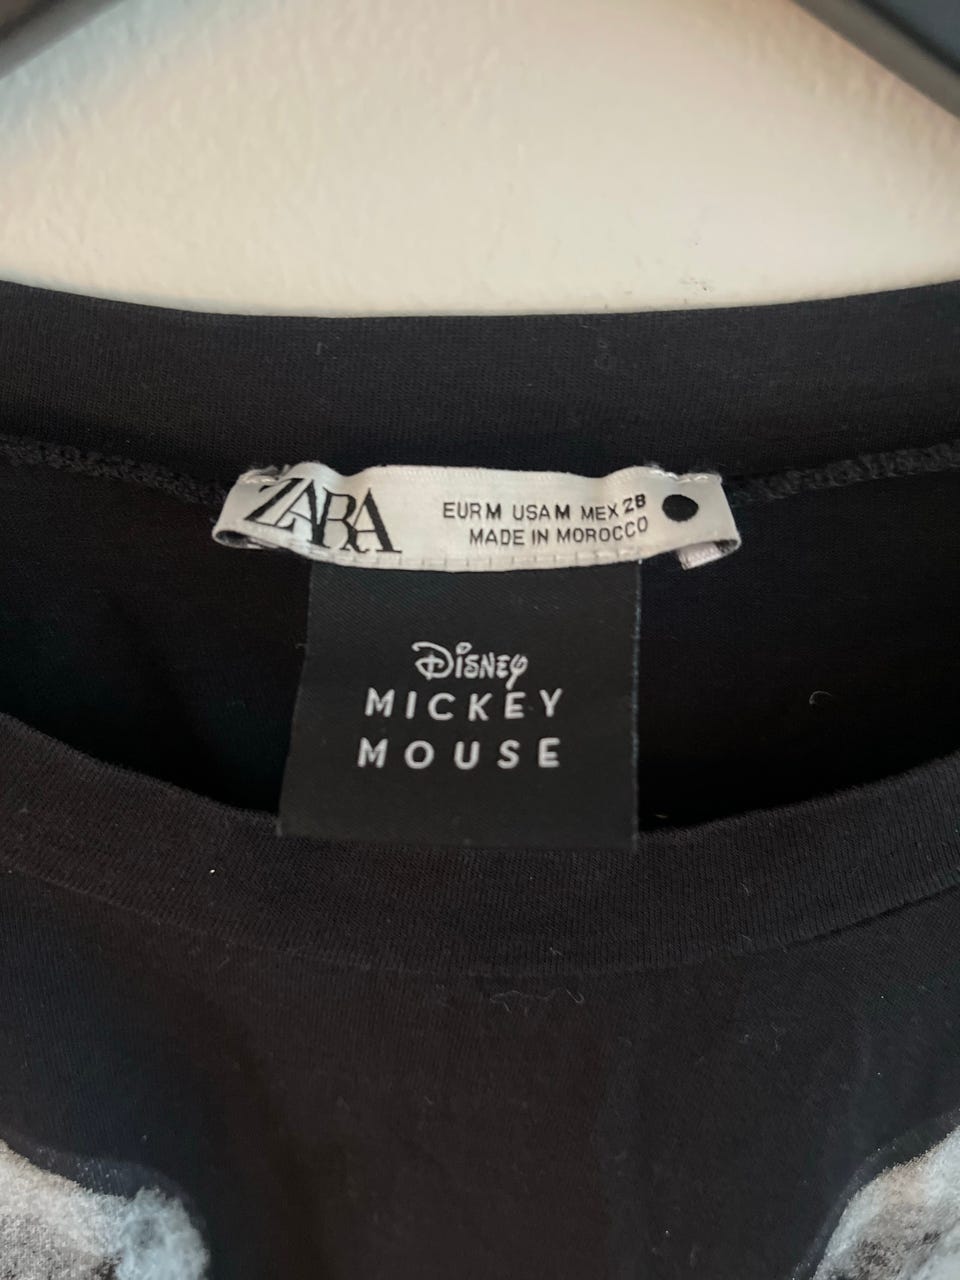 ZARA
EUR M USA M MEX 28
MADE IN MOROCCO
Disney
MICKEY
MOUSE